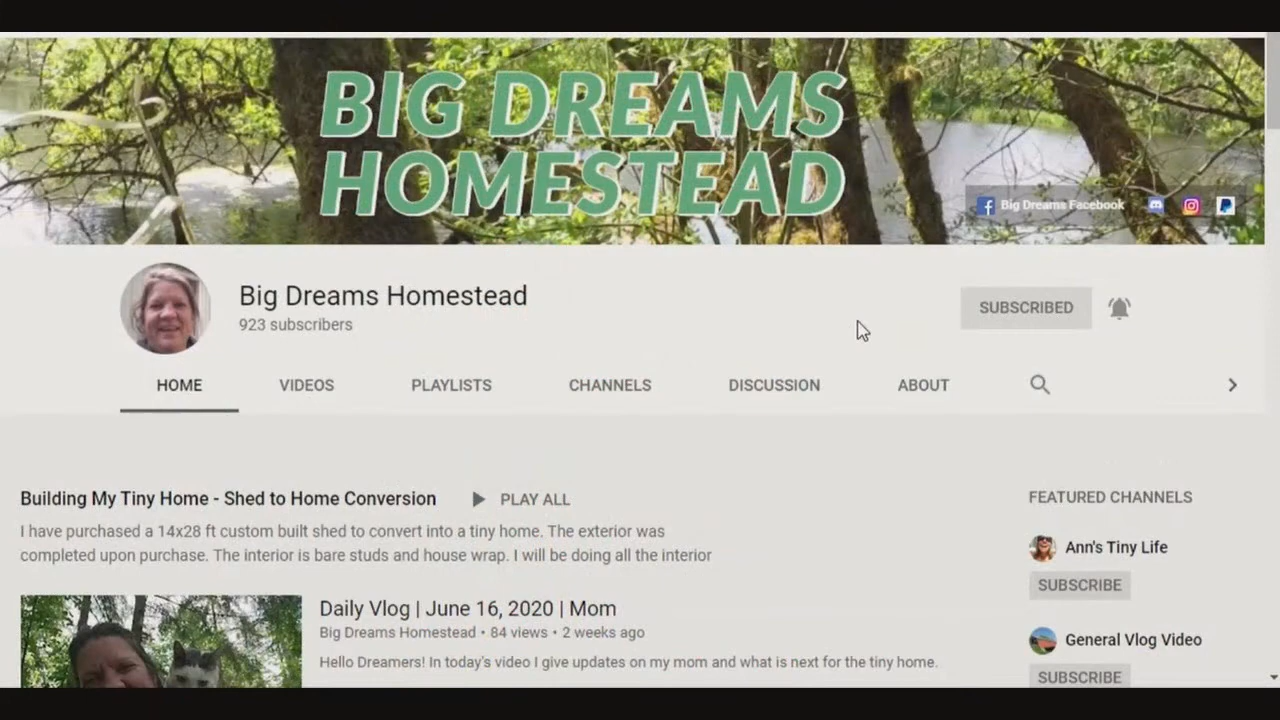 BIG DREAMS
HOMESTEAD
Big Dreams Facebook
Big Dreams Homestead
923 subscribers
SUBSCRIBED
HOME VIDEOS PLAYLISTS CHANNELS DISCUSSION ABOUT
Building My Tiny Home - Shed to Home Conversion PLAY ALL
I have purchased a 14x28 ft custom built shed to convert into a tiny home. The exterior was
completed upon purchase. The interior is bare studs and house wrap. I will be doing all the interior
Daily Vlog | June 16, 2020 | Mom
Big Dreams Homestead • 84 views • 2 weeks ago
Hello Dreamers! In today's video I give updates on my mom and what is next for the tiny home.
FEATURED CHANNELS
Ann's Tiny Life
SUBSCRIBE
General Vlog Video
SUBSCRIBE